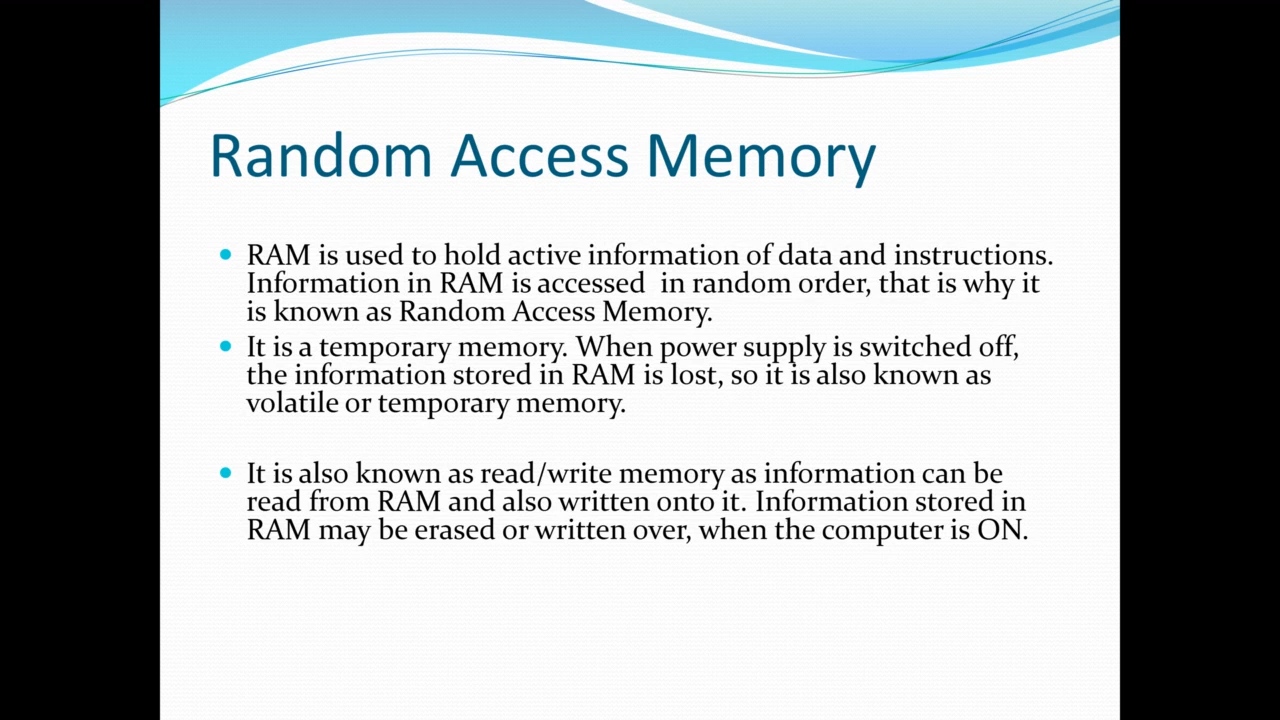 Random Access Memory
• RAM is used to hold active information of data and instructions.
Information in RAM is accessed  in random order, that is why it
is known as Random Access Memory.
• It is a temporary memory. When power supply is switched off,
the information stored in RAM is lost, so it is also known as
volatile or temporary memory.
• It is also known as read/write memory as information can be
read from RAM and also written onto it. Information stored in
RAM may be erased or written over, when the computer is ON.